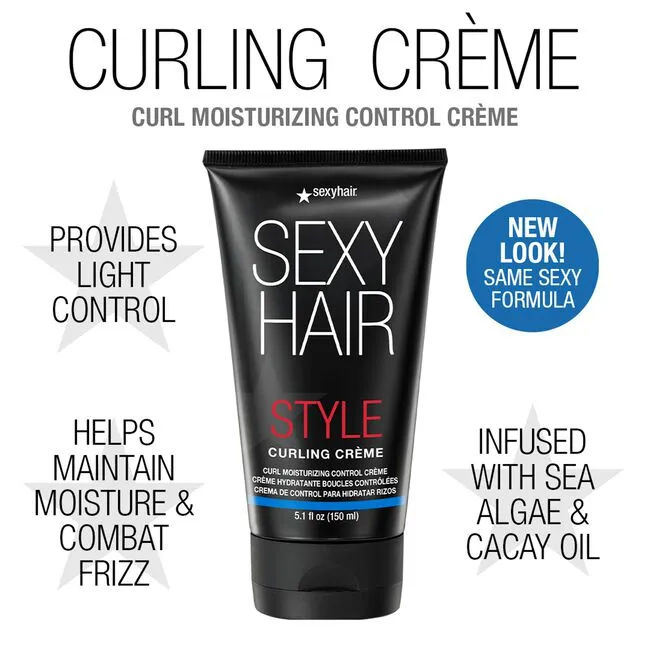 CURLING CRÈME
CURL MOISTURIZING CONTROL CRÈME
PROVIDES
LIGHT
CONTROL
HELPS
MAINTAIN
MOISTURE &
COMBAT
FRIZZ
sexyhair.
SEXY
HAIR
STYLE
CURLING CRÈME
CURL MOISTURIZING CONTROL CRÈME
CRÈME HYDRATANTE BOUCLES CONTRÔLÉES
CREMA DE CONTROL PARA HIDRATAR RIZOS
5.1 fl oz (150 ml)
NEW
LOOK!
SAME SEXY
FORMULA
INFUSED
WITH SEA
ALGAE &
CACAY OIL